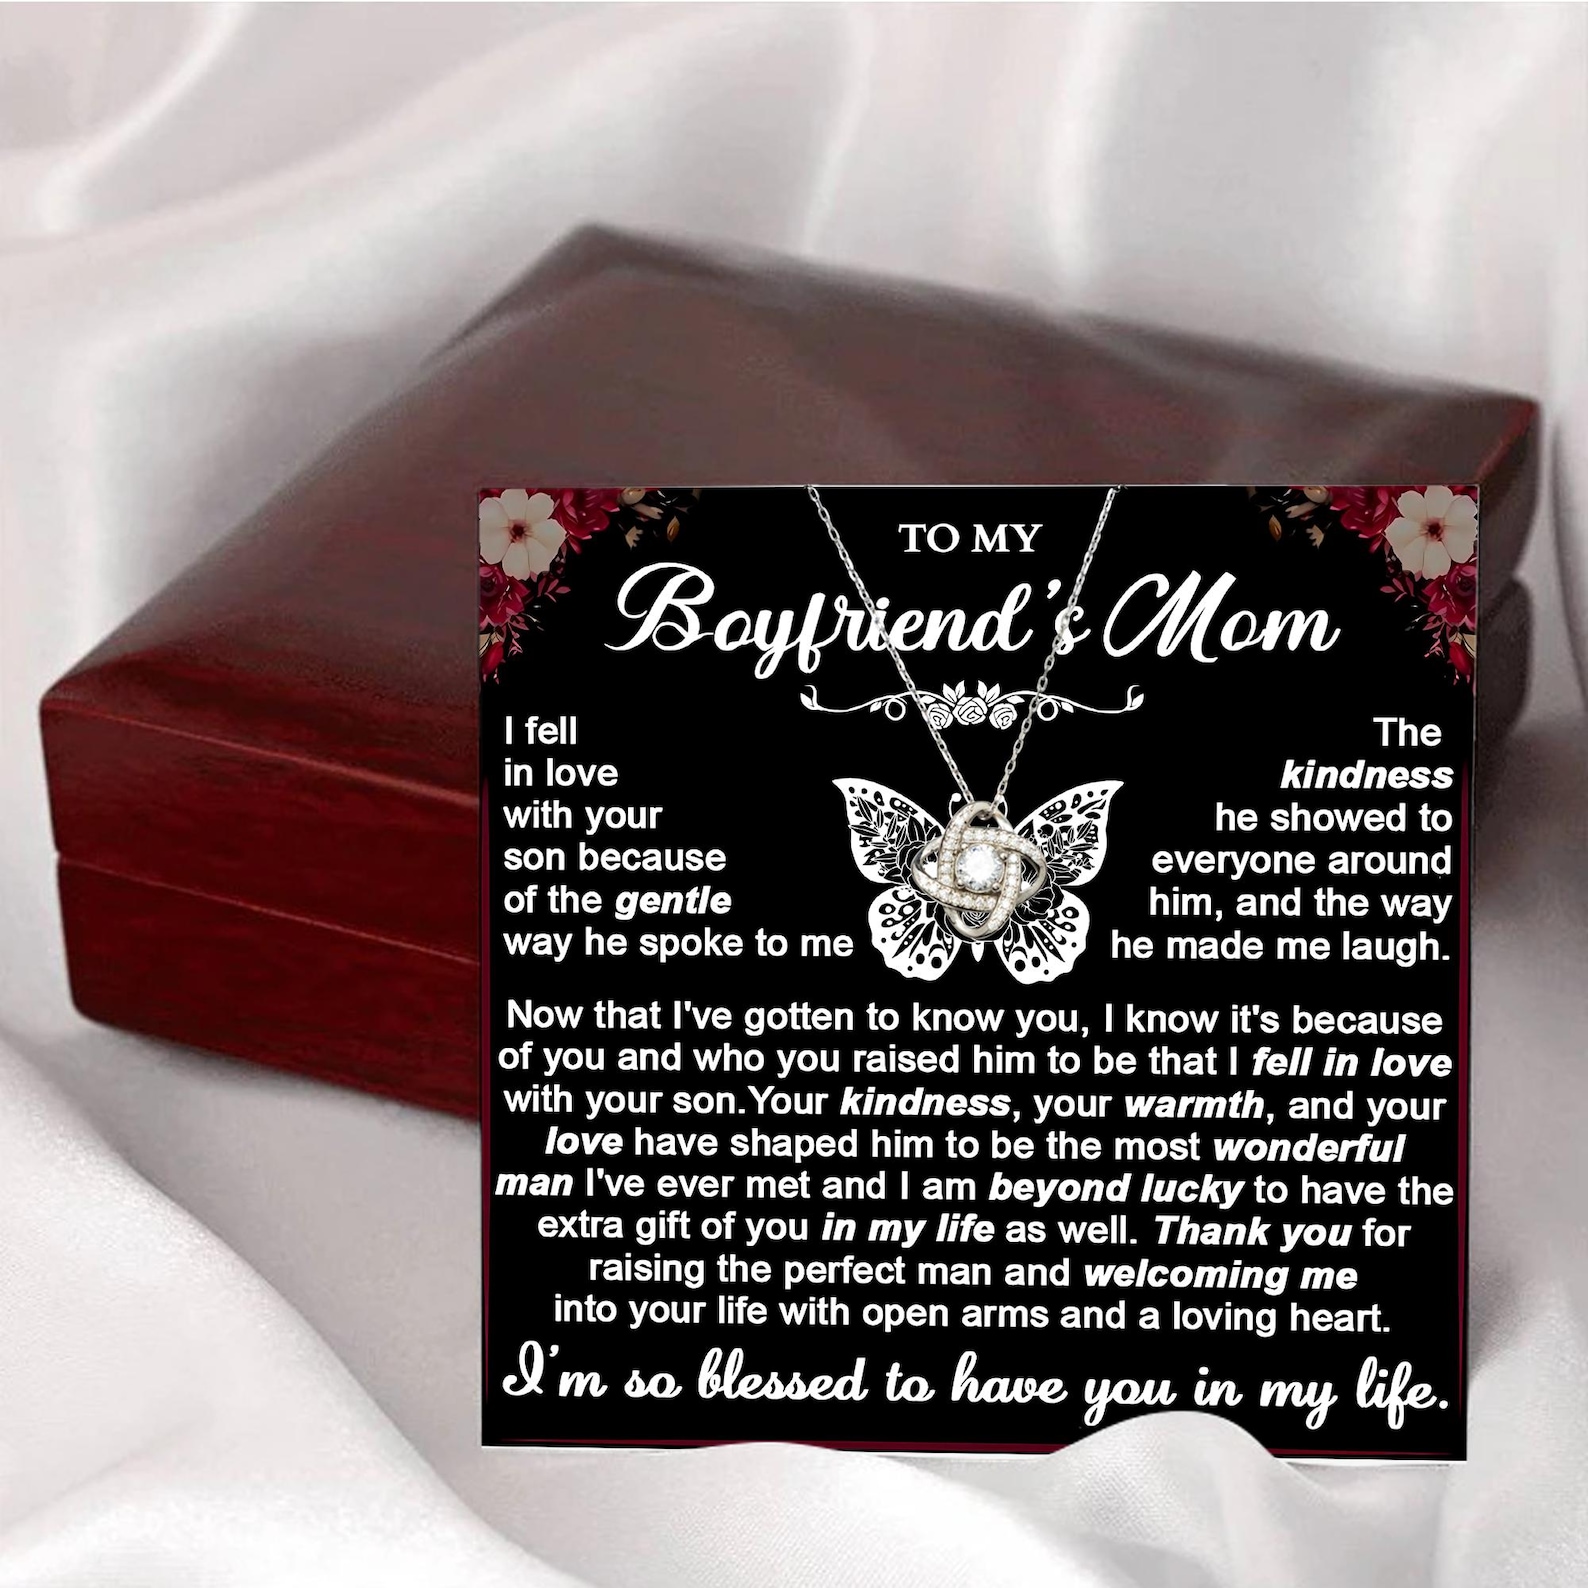 TO MY
Boyfriend's Mom
I fell
in love
with your
son because
of the gentle
way he spoke to me
The
kindness
he showed to
everyone around
him, and the way
he made me laugh.
Now that I've gotten to know you, I know it's because
of you and who you raised him to be that I fell in love
with your son.Your kindness, your warmth, and your
love have shaped him to be the most wonderful
man I've ever met and I am beyond lucky to have the
extra gift of you in my life as well. Thank you for
raising the perfect man and welcoming me
into your life with open arms and a loving heart.
I'm so blessed to have you in my life.